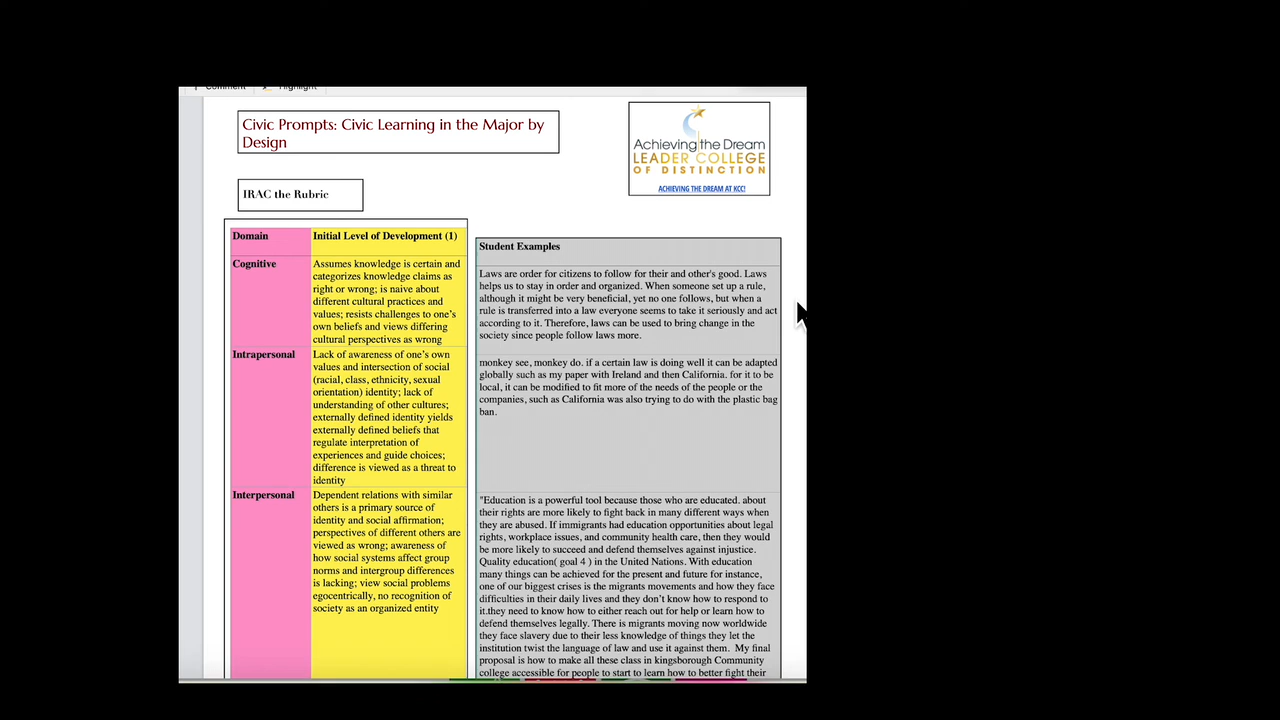 Comment
Highlight
Civic Prompts: Civic Learning in the Major by
Design
Achieving the Dream
LEADER COLLEGE
OF DISTINCTION
ACHIEVING THE DREAM AT KCC!
IRAC the Rubric
Domain
Initial Level of Development (1)
Cognitive
Assumes knowledge is certain and
categorizes knowledge claims as
right or wrong; is naive about
different cultural practices and
values; resists challenges to one's
own beliefs and views differing
cultural perspectives as wrong
Intrapersonal
Lack of awareness of one's own
values and intersection of social
(racial, class, ethnicity, sexual
orientation) identity; lack of
understanding of other cultures;
externally defined identity yields
externally defined beliefs that
regulate interpretation of
experiences and guide choices;
difference is viewed as a threat to
identity
Interpersonal
Dependent relations with similar
others is a primary source of
identity and social affirmation;
perspectives of different others are
viewed as wrong; awareness of
how social systems affect group
norms and intergroup differences
is lacking; view social problems
egocentrically, no recognition of
society as an organized entity
Student Examples
Laws are order for citizens to follow for their and other's good. Laws
helps us to stay in order and organized. When someone set up a rule,
although it might be very beneficial, yet no one follows, but when a
rule is transferred into a law everyone seems to take it seriously and act
according to it. Therefore, laws can be used to bring change in the
society since people follow laws more.
monkey see, monkey do. if a certain law is doing well it can be adapted
globally such as my paper with Ireland and then California. for it to be
local, it can be modified to fit more of the needs of the people or the
companies, such as California was also trying to do with the plastic bag
ban.
"Education is a powerful tool because those who are educated. about
their rights are more likely to fight back in many different ways when
they are abused. If immigrants had education opportunities about legal
rights, workplace issues, and community health care, then they would
be more likely to succeed and defend themselves against injustice.
Quality education( goal 4 ) in the United Nations. With education
many things can be achieved for the present and future for instance,
one of our biggest crises is the migrants movements and how they face
difficulties in their daily lives and they don't know how to respond to
it.they need to know how to either reach out for help or learn how to
defend themselves legally. There is migrants moving now worldwide
they face slavery due to their less knowledge of things they let the
institution twist the language of law and use it against them. My final
proposal is how to make all these class in kingsborough Community
college accessible for people to start to learn how to better fight their